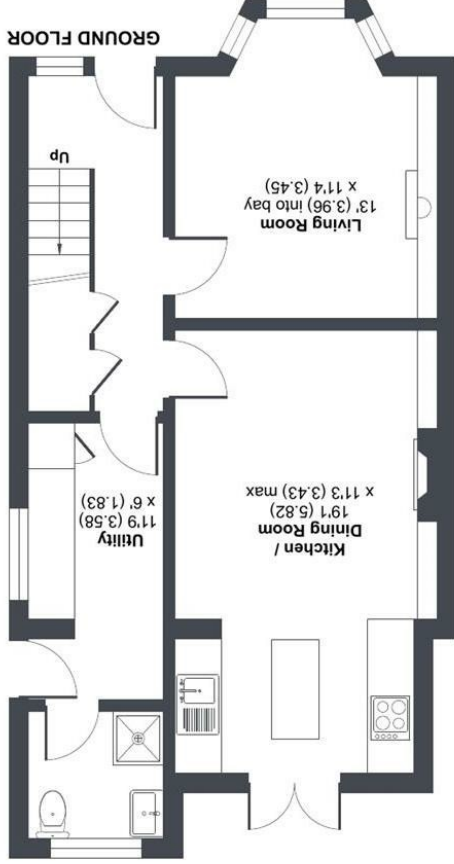 Kitchen /
Dining Room
19'1 (5.82)
x 11'3 (3.43) max
Utility
11'9 (3.58)
x 6' (1.83)
Living Room
13' (3.96) into bay
x 11'4 (3.45)
Up
GROUND FLOOR